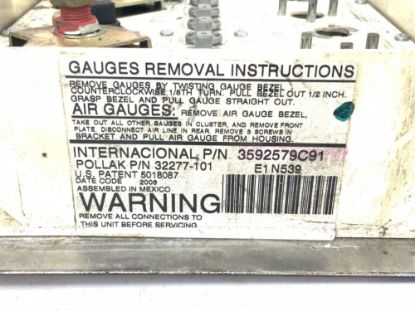 GAUGES REMOVAL INSTRUCTIONS
REMOVE GAUGES BY TWISTING GAUGE BEZEL
COUNTERCLOCKWISE 1/8TH TURN. PULL BEZEL OUT 1/2 INCH.
GRASP BEZEL AND PULL GAUGE STRAIGHT OUT.
AIR GAUGES: REMOVE AIR GAUGE BEZEL,
TAKE OUT ALL OTHER GAUGES IN CLUSTER, AND REMOVE FRONT
PLATE, DISCONNECT AIR LINE IN REAR, REMOVE 3 SCREWS IN
BRACKET AND PULL AIR GAUGE FROM HOUSING.
INTERNACIONAL P/N 3592579C91
POLLAK P/N 32277-101 E1 N539
U.S. PATENT 5018087
DATE CODE 2003
ASSEMBLED IN MEXICO
WARNING
REMOVE ALL CONNECTIONS TO
THIS UNIT BEFORE SERVICING